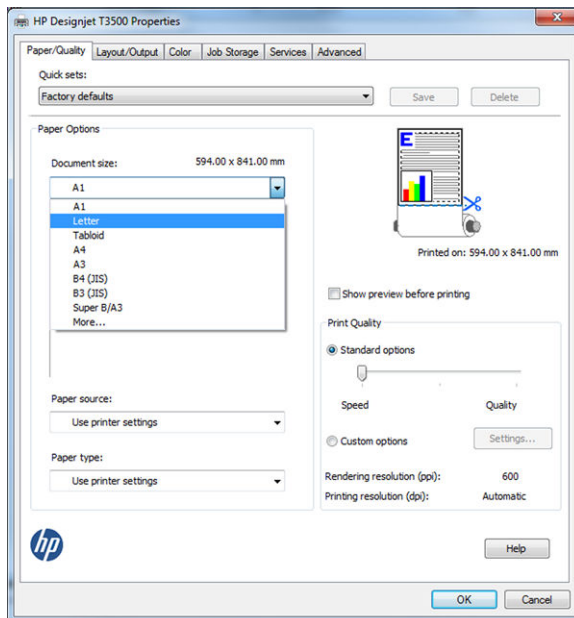 HP Designjet T3500 Properties
Paper/Quality Layout/Output Color Job Storage Services Advanced
Quick sets:
Factory defaults
Save
Delete
Paper Options
Document size:
594.00 x 841.00 mm
A1
A1
Letter
Tabloid
A4
A3
B4 (JIS)
B3 (JIS)
Super B/A3
More...
Paper source:
Use printer settings
Paper type:
Use printer settings
E
Printed on: 594.00 x 841.00 mm
Show preview before printing
Print Quality
Standard options
Speed
Quality
Custom options
Settings...
Rendering resolution (ppi): 600
Printing resolution (dpi): Automatic
hp
Help
OK
Cancel